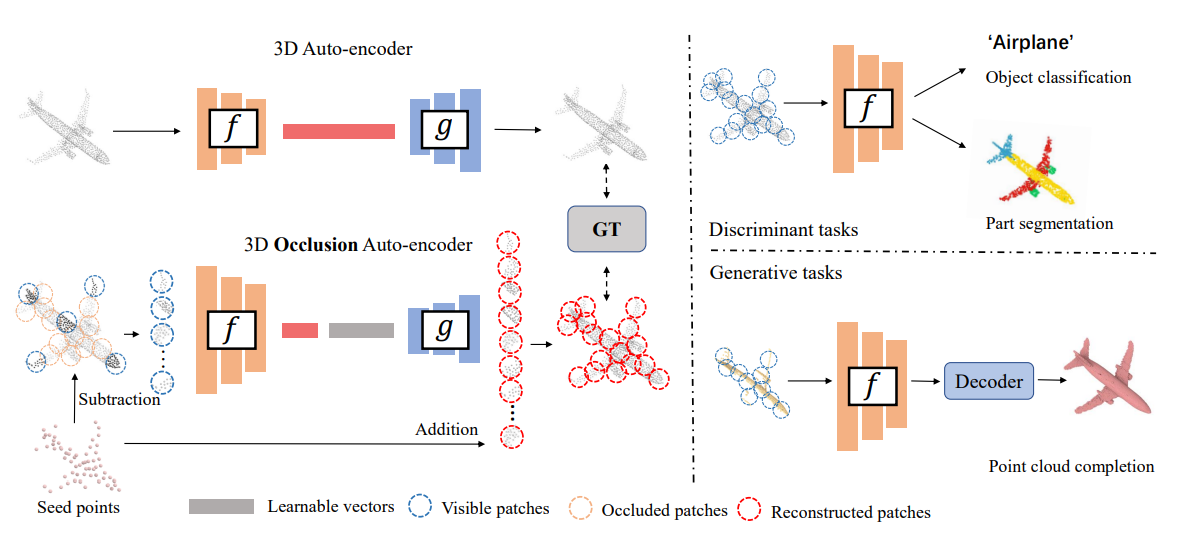 3D Auto-encoder
f
g
GT
3D Occlusion Auto-encoder
f
g
Subtraction
Addition
Seed points
Learnable vectors
Visible patches
Occluded patches
Reconstructed patches
f
'Airplane'
Object classification
Part segmentation
Discriminant tasks
Generative tasks
f
Decoder
Point cloud completion